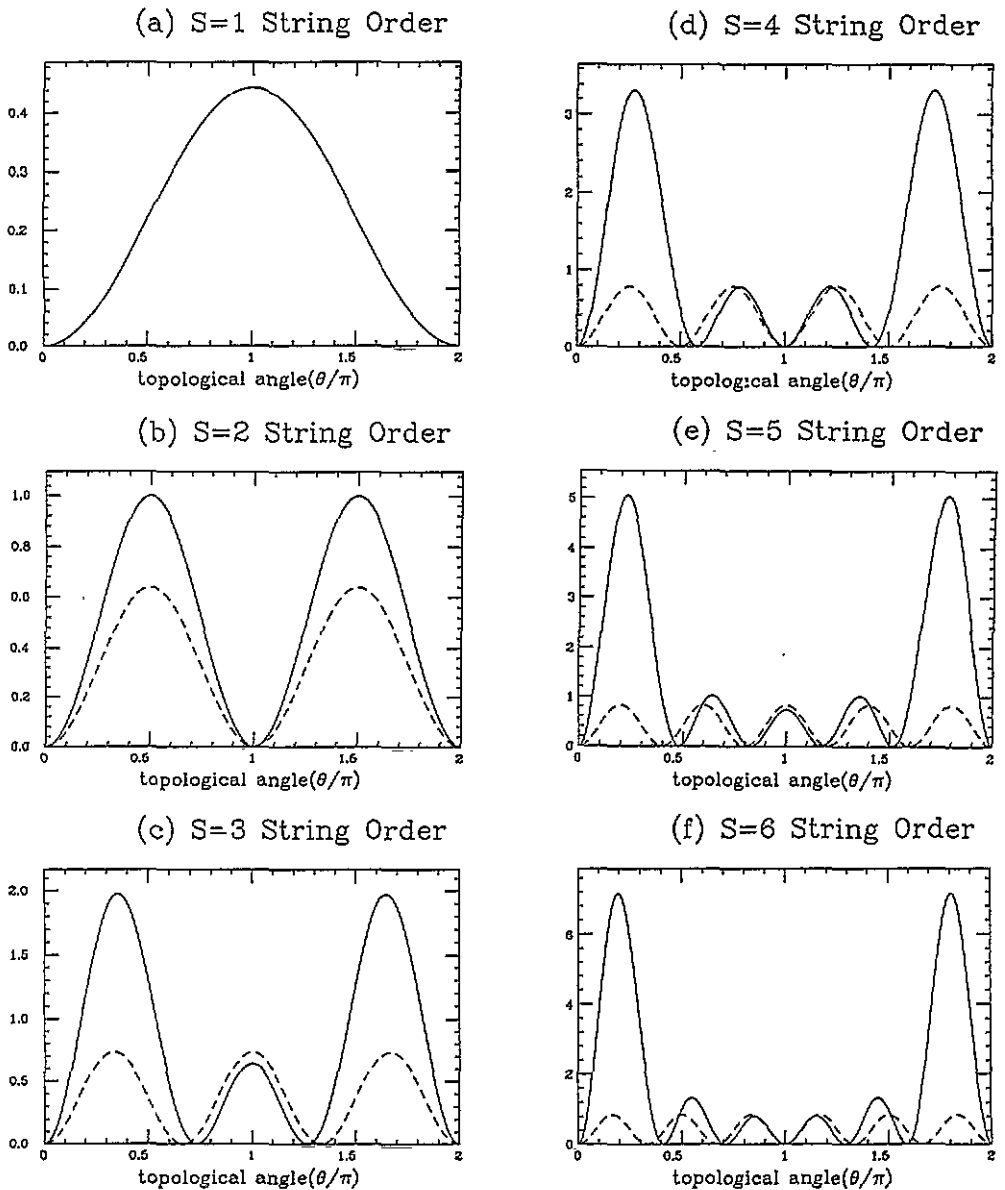 (a) S=1 String Order
0.4
0.3
0.2
0.1
0.0
0 0.5 1 1.5 2
topological angle(θ/π)
(b) S=2 String Order
1.0
0.8
0.6
0.4
0.2
0.0
0 0.5 1 1.5 2
topological angle(θ/π)
(c) S=3 String Order
2.0
1.5
1.0
0.5
0.0
0 0.5 1 1.5 2
topological angle(θ/π)
(d) S=4 String Order
3
2
1
0
0 0.5 1 1.5 2
topological angle(θ/π)
(e) S=5 String Order
5
4
3
2
1
0
0 0.5 1 1.5 2
topological angle(θ/π)
(f) S=6 String Order
6
4
2
0
0 0.5 1 1.5 2
topological angle(θ/π)